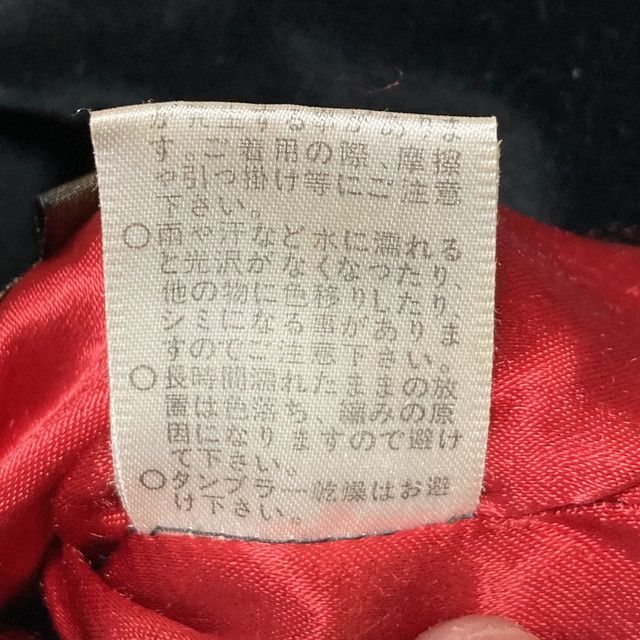 す。ご着用の際、摩擦
や引っ掛け等にご注意
下さい。
○雨や汗など水に濡れる
と光沢がなくなったり、
他の物に色移りしたり、
シミになる事があります
すのでご注意下さい。
○長時間濡れたままの放
置は色落ち、縮みの原
因になりますので避け
て下さい。
○タンブラー乾燥はお避
け下さい。